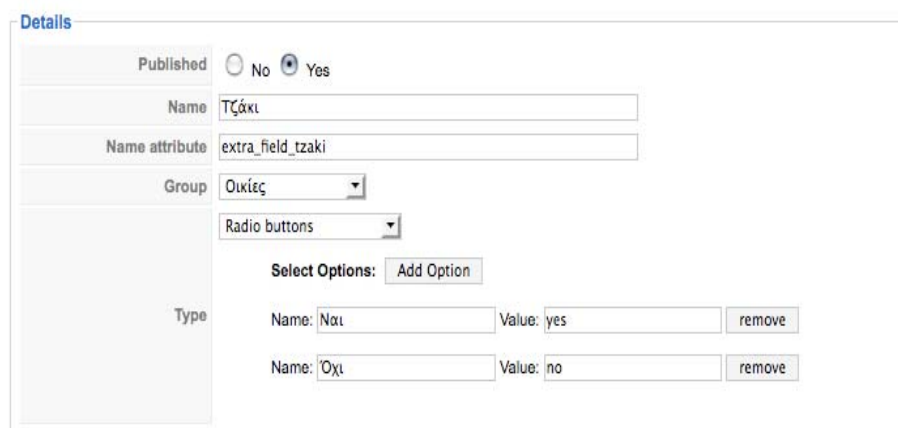 Details
Published No Yes
Name Τζάκι
Name attribute extra_field_tzaki
Group Οικίες
Radio buttons
Select Options: Add Option
Type Name: Ναι Value: yes remove
Name: Όχι Value: no remove